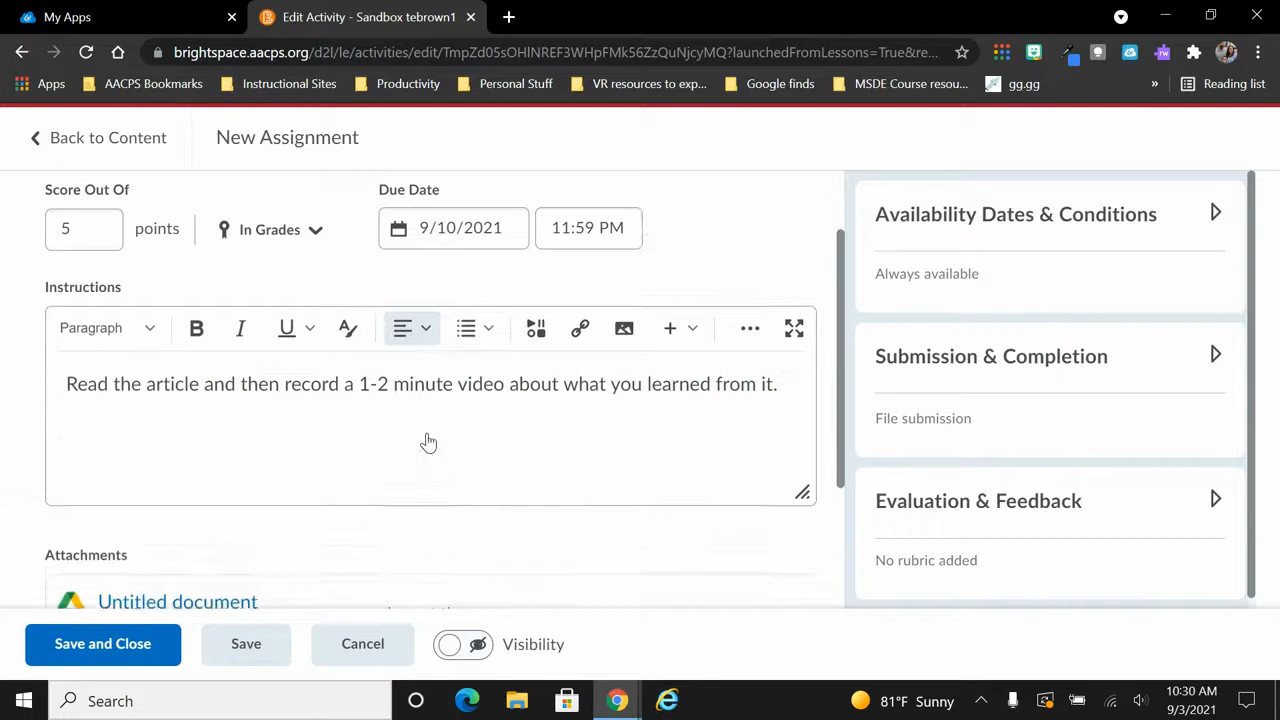 My Apps
Edit Activity - Sandbox tebrown1
brightspace.aacps.org/d2l/le/activities/edit/TmpZd05sOHlNREF3WHpFMk56ZzQuNjcyMQ?launchedFromLessons=True&re...
Apps AACPS Bookmarks Instructional Sites Productivity Personal Stuff VR resources to exp... Google finds MSDE Course resou... gg.gg » Reading list
Back to Content New Assignment
Score Out Of Due Date
5 points In Grades 9/10/2021 11:59 PM
Instructions
Paragraph B I U
Read the article and then record a 1-2 minute video about what you learned from it.
Attachments
Untitled document
Availability Dates & Conditions
Always available
Submission & Completion
File submission
Evaluation & Feedback
No rubric added
Save and Close Save Cancel Visibility
Search 81°F Sunny 10:30 AM
9/3/2021